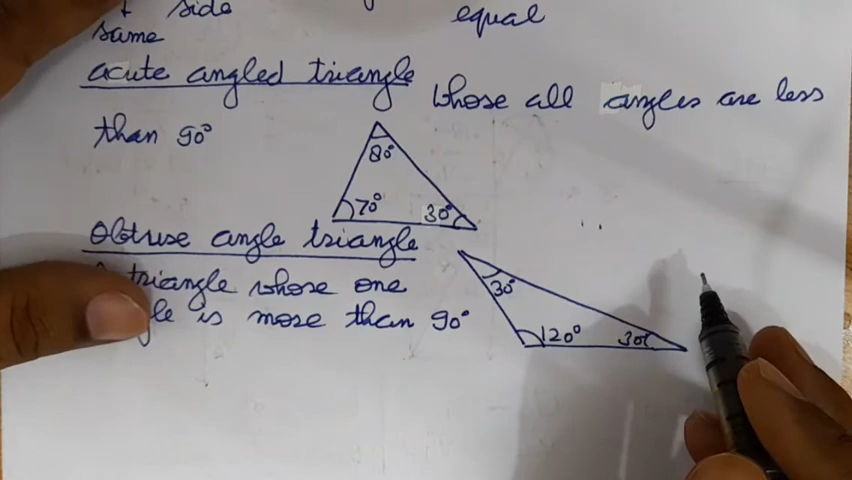 side
same
equal
acute angled triangle whose all angles are less
than 90°
80°
70°
30°
Obtuse angle triangle
triangle whose one
is more than 90°
30°
120°
30